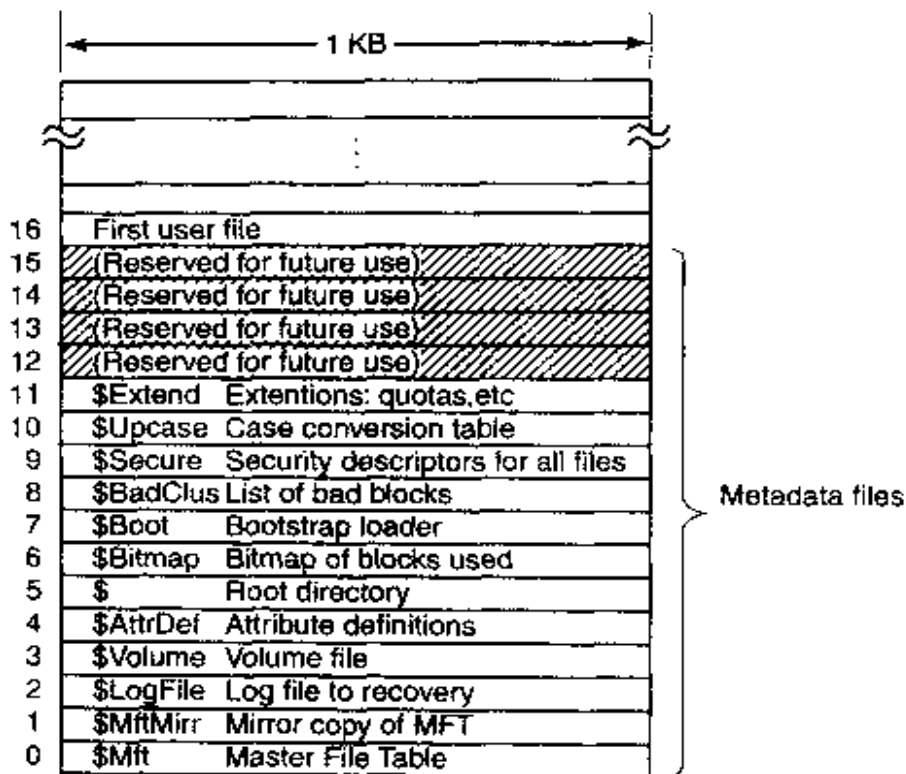 1 KB
16 First user file
15 (Reserved for future use)
14 (Reserved for future use)
13 (Reserved for future use)
12 (Reserved for future use)
11 $Extend Extentions: quotas,etc
10 $Upcase Case conversion table
9 $Secure Security descriptors for all files
8 $BadClus List of bad blocks
7 $Boot Bootstrap loader
6 $Bitmap Bitmap of blocks used
5 $ Root directory
4 $AttrDef Attribute definitions
3 $Volume Volume file
2 $LogFile Log file to recovery
1 $MftMirr Mirror copy of MFT
0 $Mft Master File Table
Metadata files